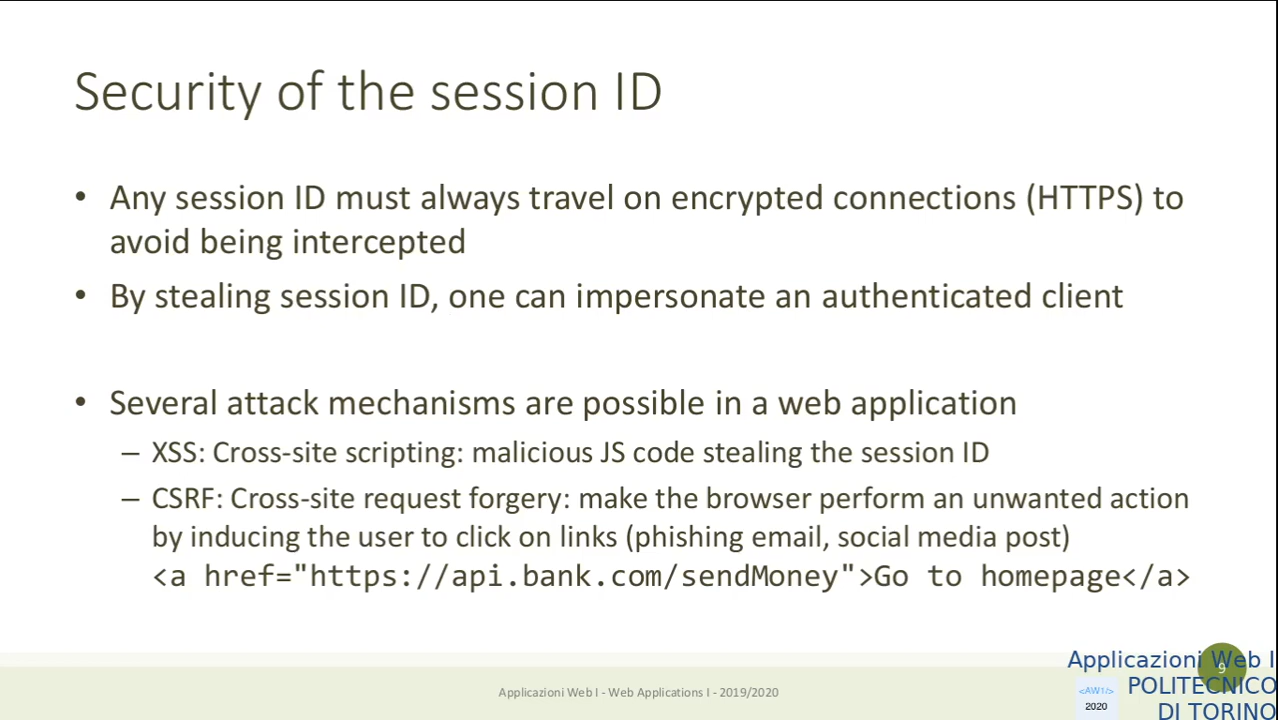 Security of the session ID
• Any session ID must always travel on encrypted connections (HTTPS) to
avoid being intercepted
• By stealing session ID, one can impersonate an authenticated client
• Several attack mechanisms are possible in a web application
– XSS: Cross-site scripting: malicious JS code stealing the session ID
– CSRF: Cross-site request forgery: make the browser perform an unwanted action
by inducing the user to click on links (phishing email, social media post)
<a href="https://api.bank.com/sendMoney">Go to homepage</a>
Applicazioni Web I - Web Applications I - 2019/2020
9
Applicazioni Web I
POLITECNICO
DI TORINO
<AW1/>
2020